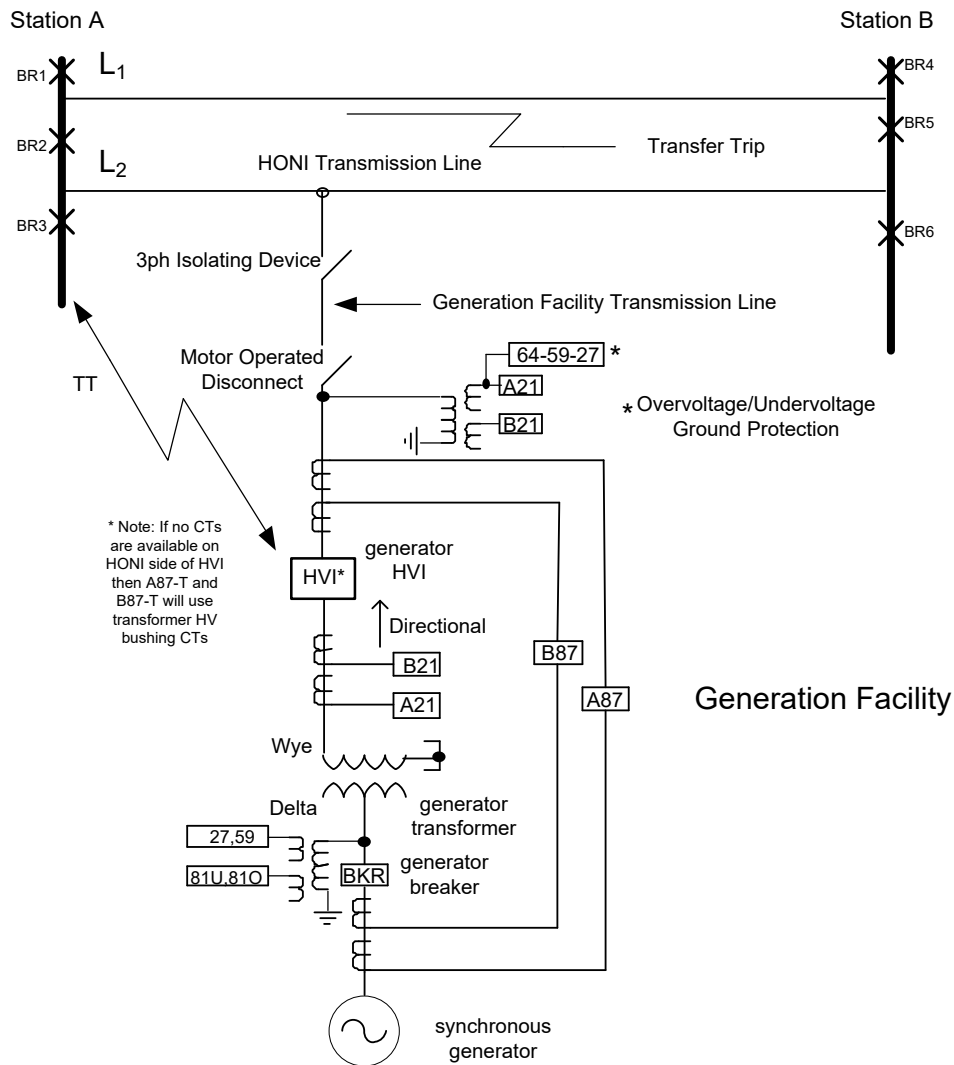 Station A
Station B
BR1
L1
BR4
BR5
BR2
Transfer Trip
HONI Transmission Line
L2
BR3
BR6
3ph Isolating Device
Generation Facility Transmission Line
Motor Operated
Disconnect
64-59-27 *
TT
A21
B21
* Overvoltage/Undervoltage
Ground Protection
* Note: If no CTs
are available on
HONI side of HVI
then A87-T and
B87-T will use
transformer HV
bushing CTs
generator
HVI
HVI*
Directional
B87
B21
A87
A21
Generation Facility
Wye
Delta
generator
transformer
27,59
generator
breaker
81U,81O
BKR
synchronous
generator